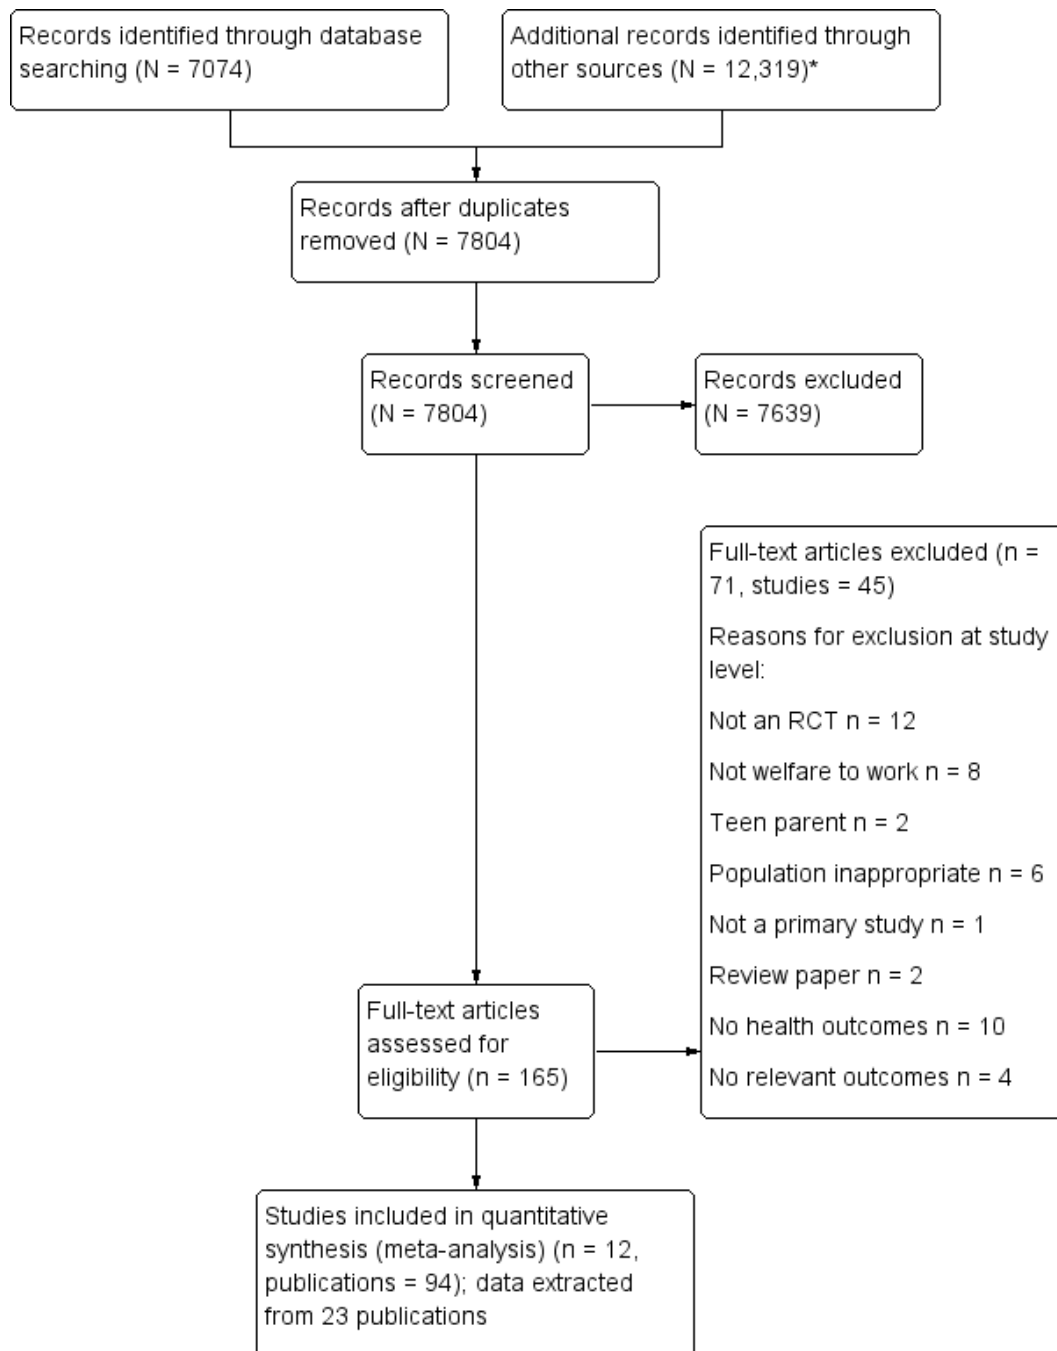 Records identified through database
searching (N = 7074)
Additional records identified through
other sources (N = 12,319)*
Records after duplicates
removed (N = 7804)
Records screened
(N = 7804)
Records excluded
(N = 7639)
Full-text articles excluded (n =
71, studies = 45)
Reasons for exclusion at study
level:
Not an RCT n = 12
Not welfare to work n = 8
Teen parent n = 2
Population inappropriate n = 6
Not a primary study n = 1
Review paper n = 2
No health outcomes n = 10
No relevant outcomes n = 4
Full-text articles
assessed for
eligibility (n = 165)
Studies included in quantitative
synthesis (meta-analysis) (n = 12,
publications = 94); data extracted
from 23 publications